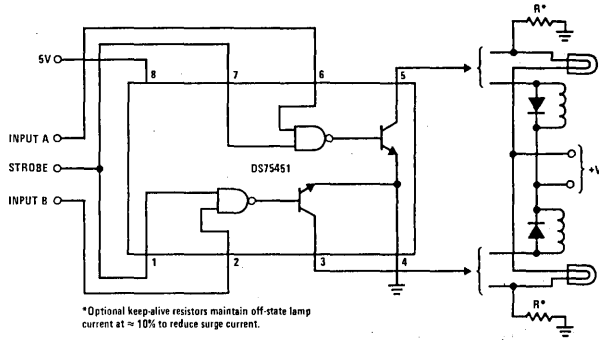 R*
5V
8
7
6
5
INPUT A
STROBE
DS75451
+V
INPUT B
1
2
3
4
*Optional keep-alive resistors maintain off-state lamp
current at ≈ 10% to reduce surge current.
R*